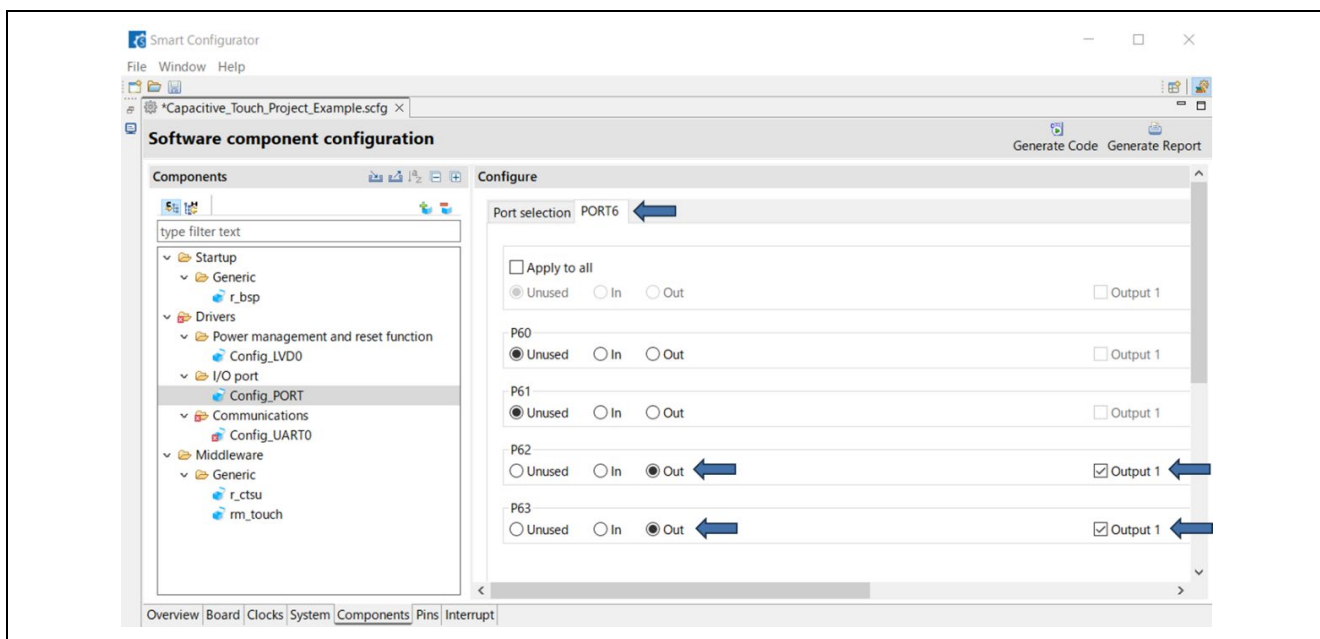 Smart Configurator
File Window Help
*Capacitive_Touch_Project_Example.scfg
Software component configuration
Generate Code Generate Report
Components
Configure
Port selection PORT6
type filter text
Startup
Generic
r_bsp
Drivers
Power management and reset function
Config_LVD0
I/O port
Config_PORT
Communications
Config_UART0
Middleware
Generic
r_ctsu
rm_touch
Apply to all
Unused In Out Output 1
P60
Unused In Out Output 1
P61
Unused In Out Output 1
P62
Unused In Out Output 1
P63
Unused In Out Output 1
Overview Board Clocks System Components Pins Interrupt